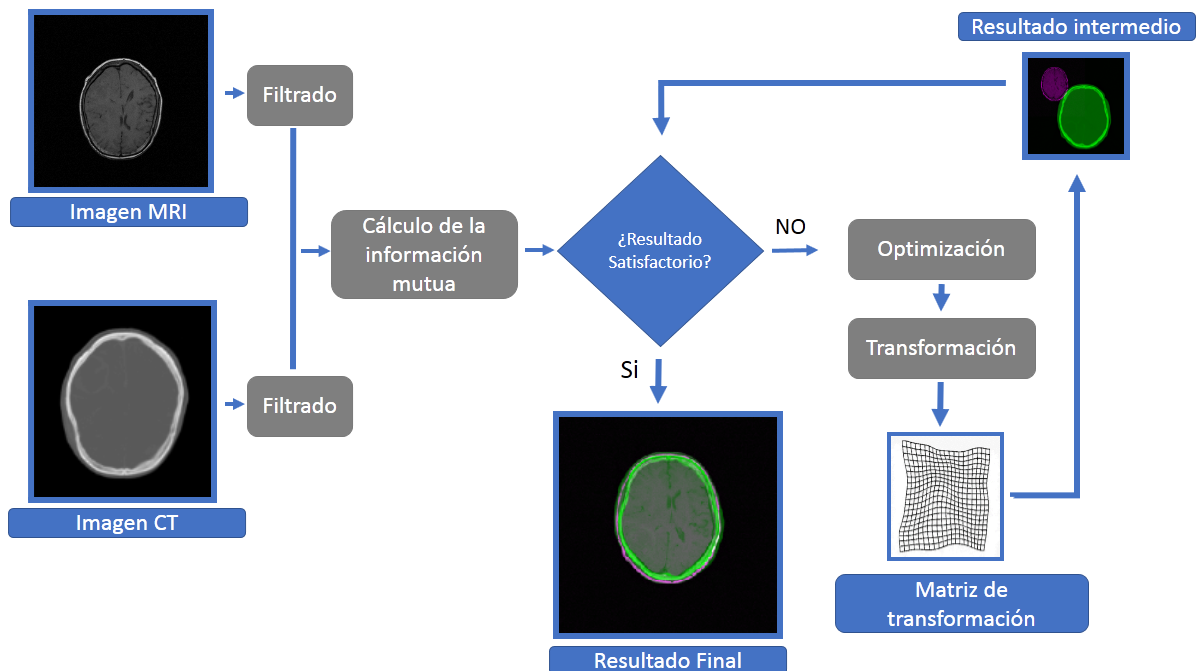 Resultado intermedio
Filtrado
Imagen MRI
Cálculo de la
información
mutua
¿Resultado
Satisfactorio?
NO
Optimización
Transformación
Si
Filtrado
Imagen CT
Matriz de
transformación
Resultado Final